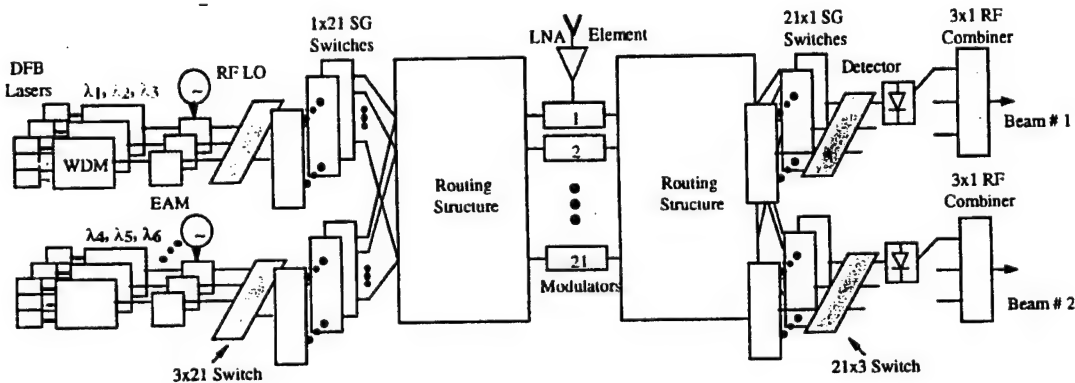 1x21 SG
Switches
LNA
Element
21x1 SG
Switches
3x1 RF
Combiner
DFB
Lasers
λ1, λ2, λ3
RF LO
~
Detector
WDM
EAM
1
2
21
Routing
Structure
Modulators
Routing
Structure
Beam # 1
3x1 RF
Combiner
λ4, λ5, λ6
~
Beam # 2
3x21 Switch
21x3 Switch